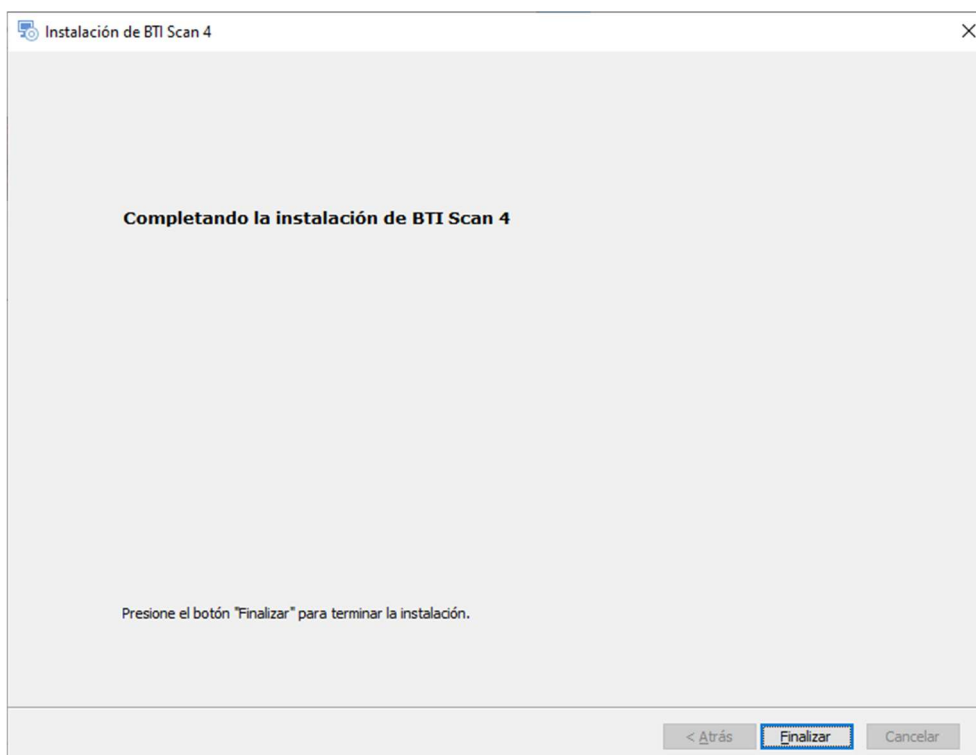 Instalación de BTI Scan 4
Completando la instalación de BTI Scan 4
Presione el botón "Finalizar" para terminar la instalación.
< Atrás Finalizar Cancelar